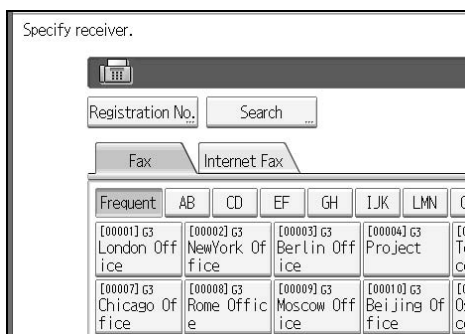 Specify receiver.
Registration No.
Search
Fax
Internet Fax
Frequent AB CD EF GH IJK LMN
[00001] G3 [00002] G3 [00003] G3 [00004] G3
London Off NewYork Of Berlin Off Project
ice ffice ice
[00007] G3 [00008] G3 [00009] G3 [00010] G3
Chicago Of Rome Offic Moscow Off Beijing Of
fice e ice fice